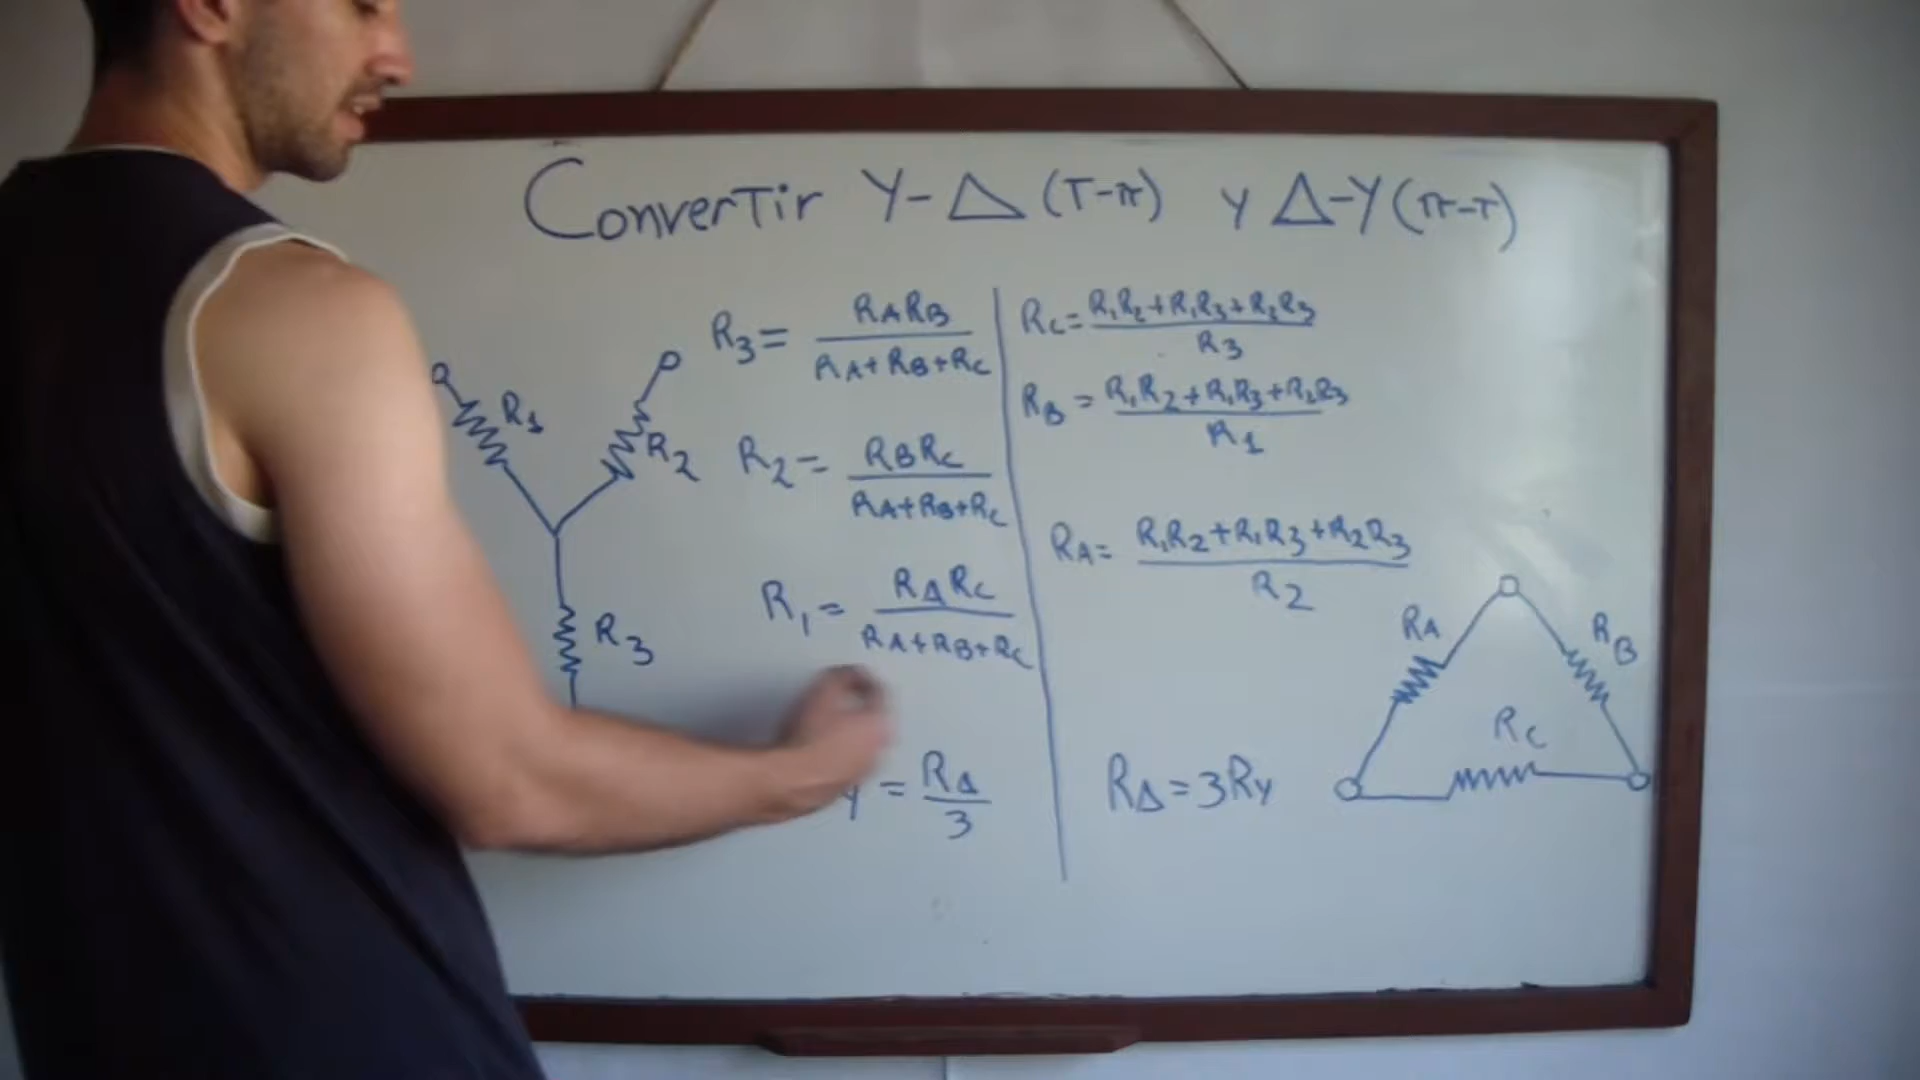 Convertir Y-Δ (T-π) y Δ-Y (π-T)
R1
R2
R3
R3 = RARB / RA+RB+RC
R2 = RBRC / RA+RB+RC
R1 = RARC / RA+RB+RC
Y = RΔ / 3
RC = R1R2+R1R3+R2R3 / R3
RB = R1R2+R1R3+R2R3 / R1
RA = R1R2+R1R3+R2R3 / R2
RΔ = 3RY
RA
RB
RC